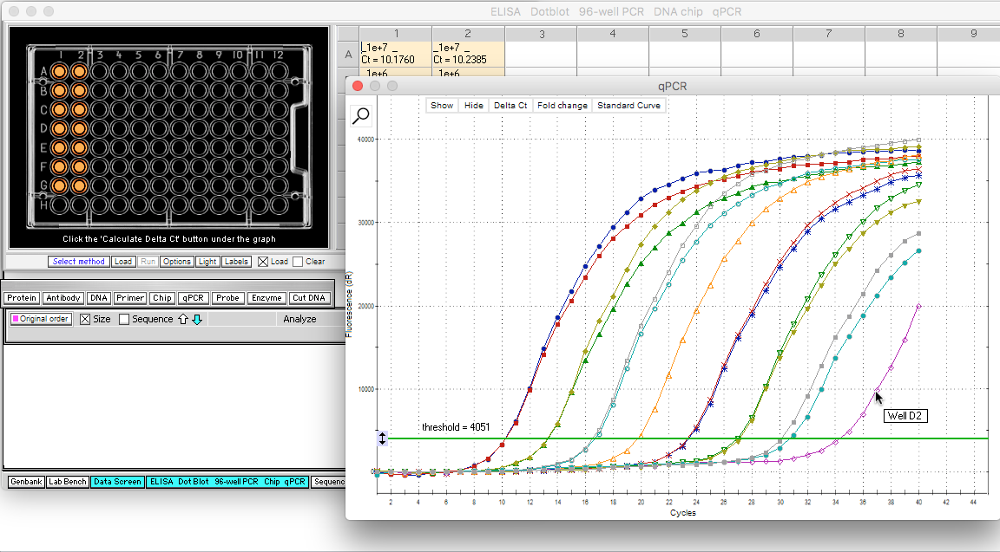 ELISA Dotblot 96-well PCR DNA chip qPCR
1 2 3 4 5 6 7 8 9 10 11 12
A
B
C
D
E
F
G
H
Click the 'Calculate Delta Ct' button under the graph
Select method Load Run Options Light Labels Load Clear
Protein Antibody DNA Primer Chip qPCR Probe Enzyme Cut DNA
Original order Size Sequence Analyze
Genbank Lab Bench Data Screen ELISA Dot Blot 96-well PCR Chip qPCR Sequenc
1 2 3 4 5 6 7 8 9
A
_1e+7 _ _1e+7 _
Ct = 10.1760 Ct = 10.2385
_1e+6 _1e+6
qPCR
Show Hide Delta Ct Fold change Standard Curve
Fluorescence (dR)
40000
30000
20000
10000
0
threshold = 4051
Well D2
2 4 6 8 10 12 14 16 18 20 22 24 26 28 30 32 34 36 38 40 42 44
Cycles